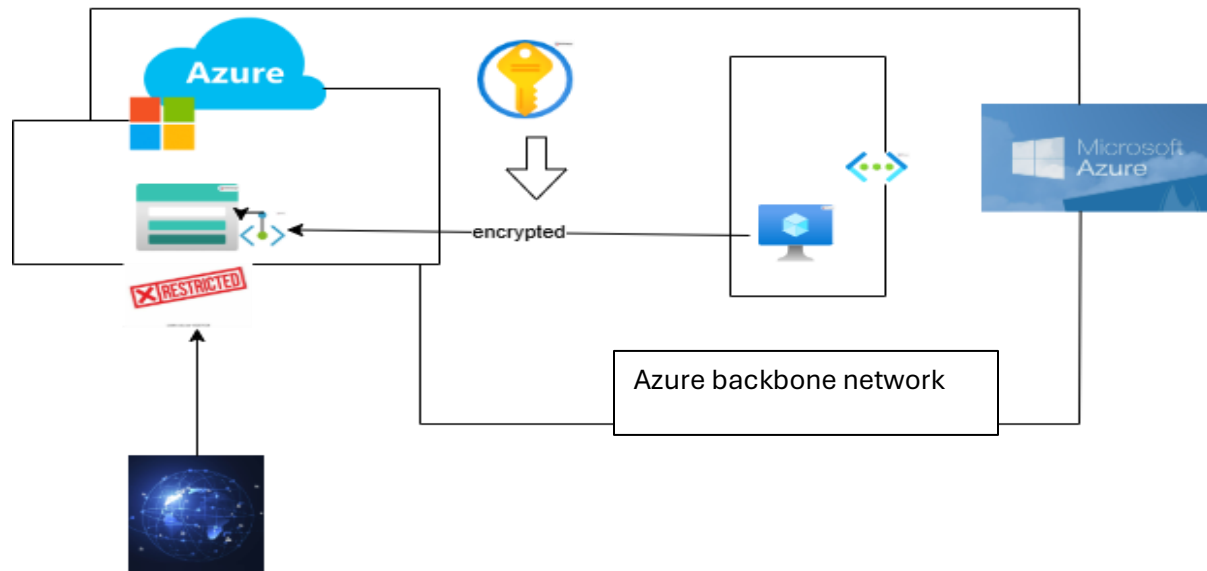 Azure
Microsoft
Azure
encrypted
RESTRICTED
Azure backbone network